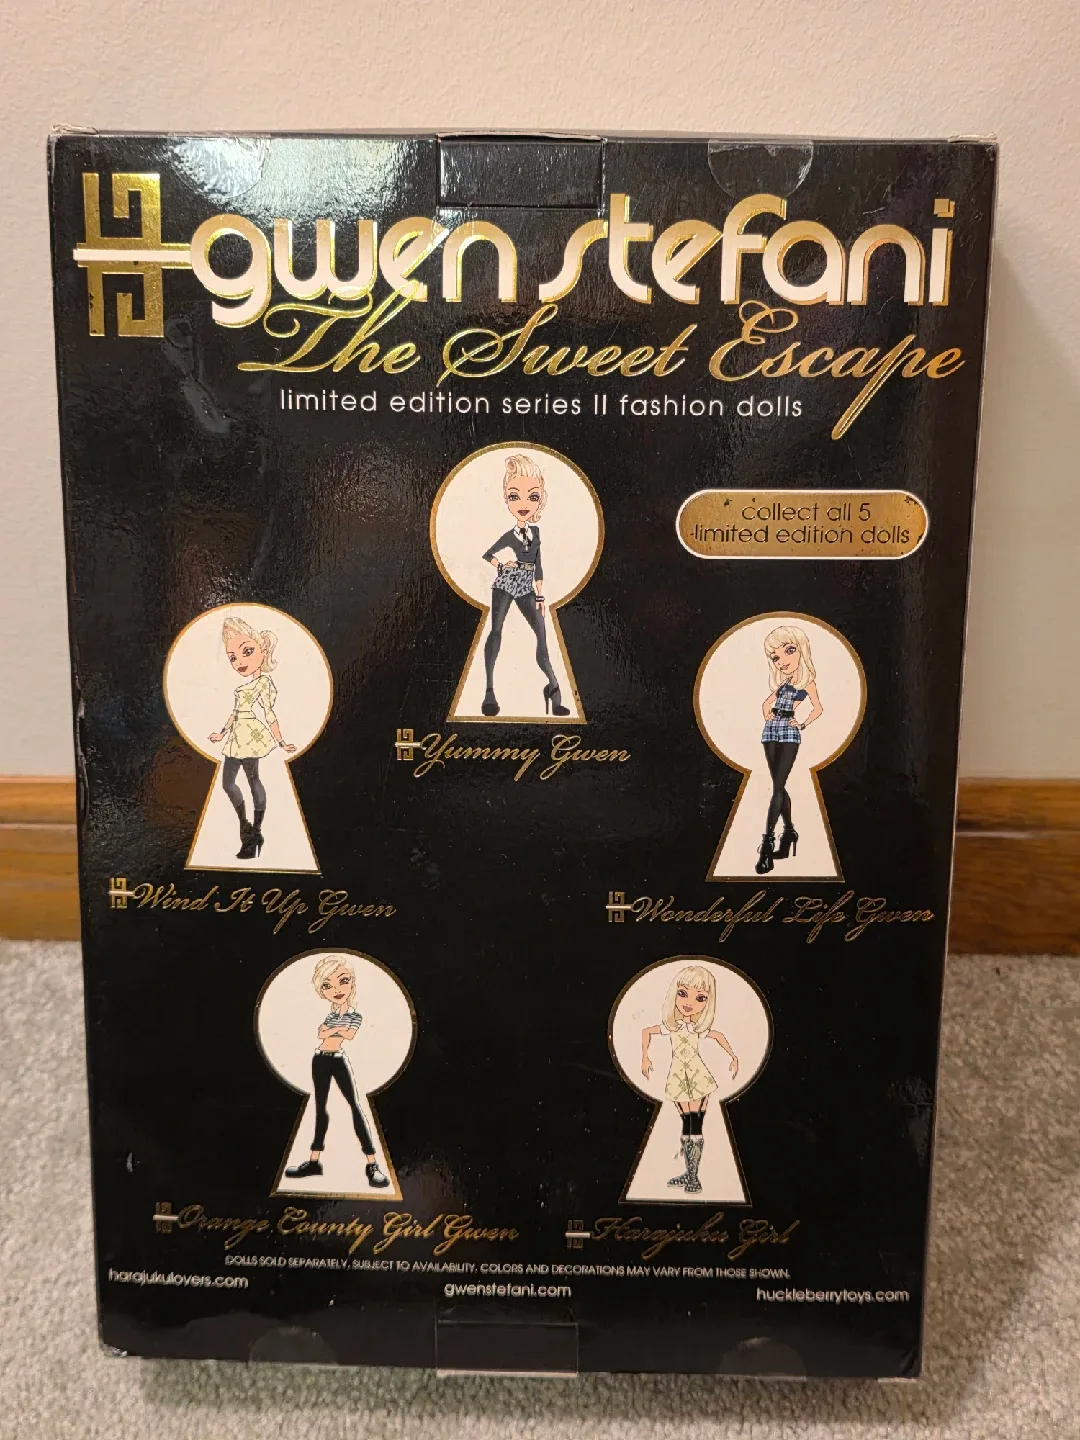 gwen stefani
The Sweet Escape
limited edition series II fashion dolls
collect all 5
limited edition dolls
Yummy Gwen
Wind It Up Gwen
Wonderful Life Gwen
Orange County Girl Gwen
Harajuku Girl
DOLLS SOLD SEPARATELY. SUBJECT TO AVAILABILITY. COLORS AND DECORATIONS MAY VARY FROM THOSE SHOWN.
harajukulovers.com
gwenstefani.com
huckleberrytoys.com